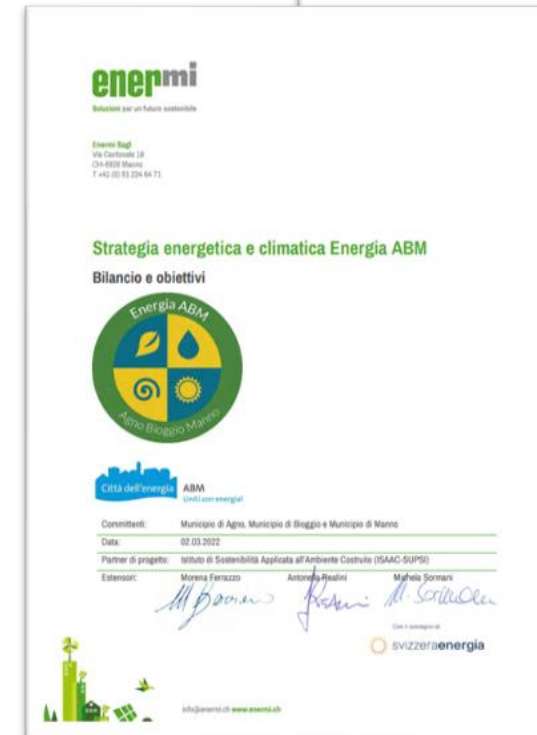 enermi
Soluzioni per un futuro sostenibile
Enermi Sagl
Via Cantonale 18
CH-6928 Manno
T +41 (0) 91 224 64 71
Strategia energetica e climatica Energia ABM
Bilancio e obiettivi
Energia ABM
Agno Bioggio Manno
Città dell'energia ABM
Uniti con energia!
Committenti: Municipio di Agno, Municipio di Bioggio e Municipio di Manno
Data: 02.03.2022
Partner di progetto: Istituto di Sostenibilità Applicata all'Ambiente Costruito (ISAAC-SUPSI)
Estensori: Morena Ferrazzo Antonella Realini Michela Sormani
Con il sostegno di
svizzeraenergia
info@enermi.ch www.enermi.ch